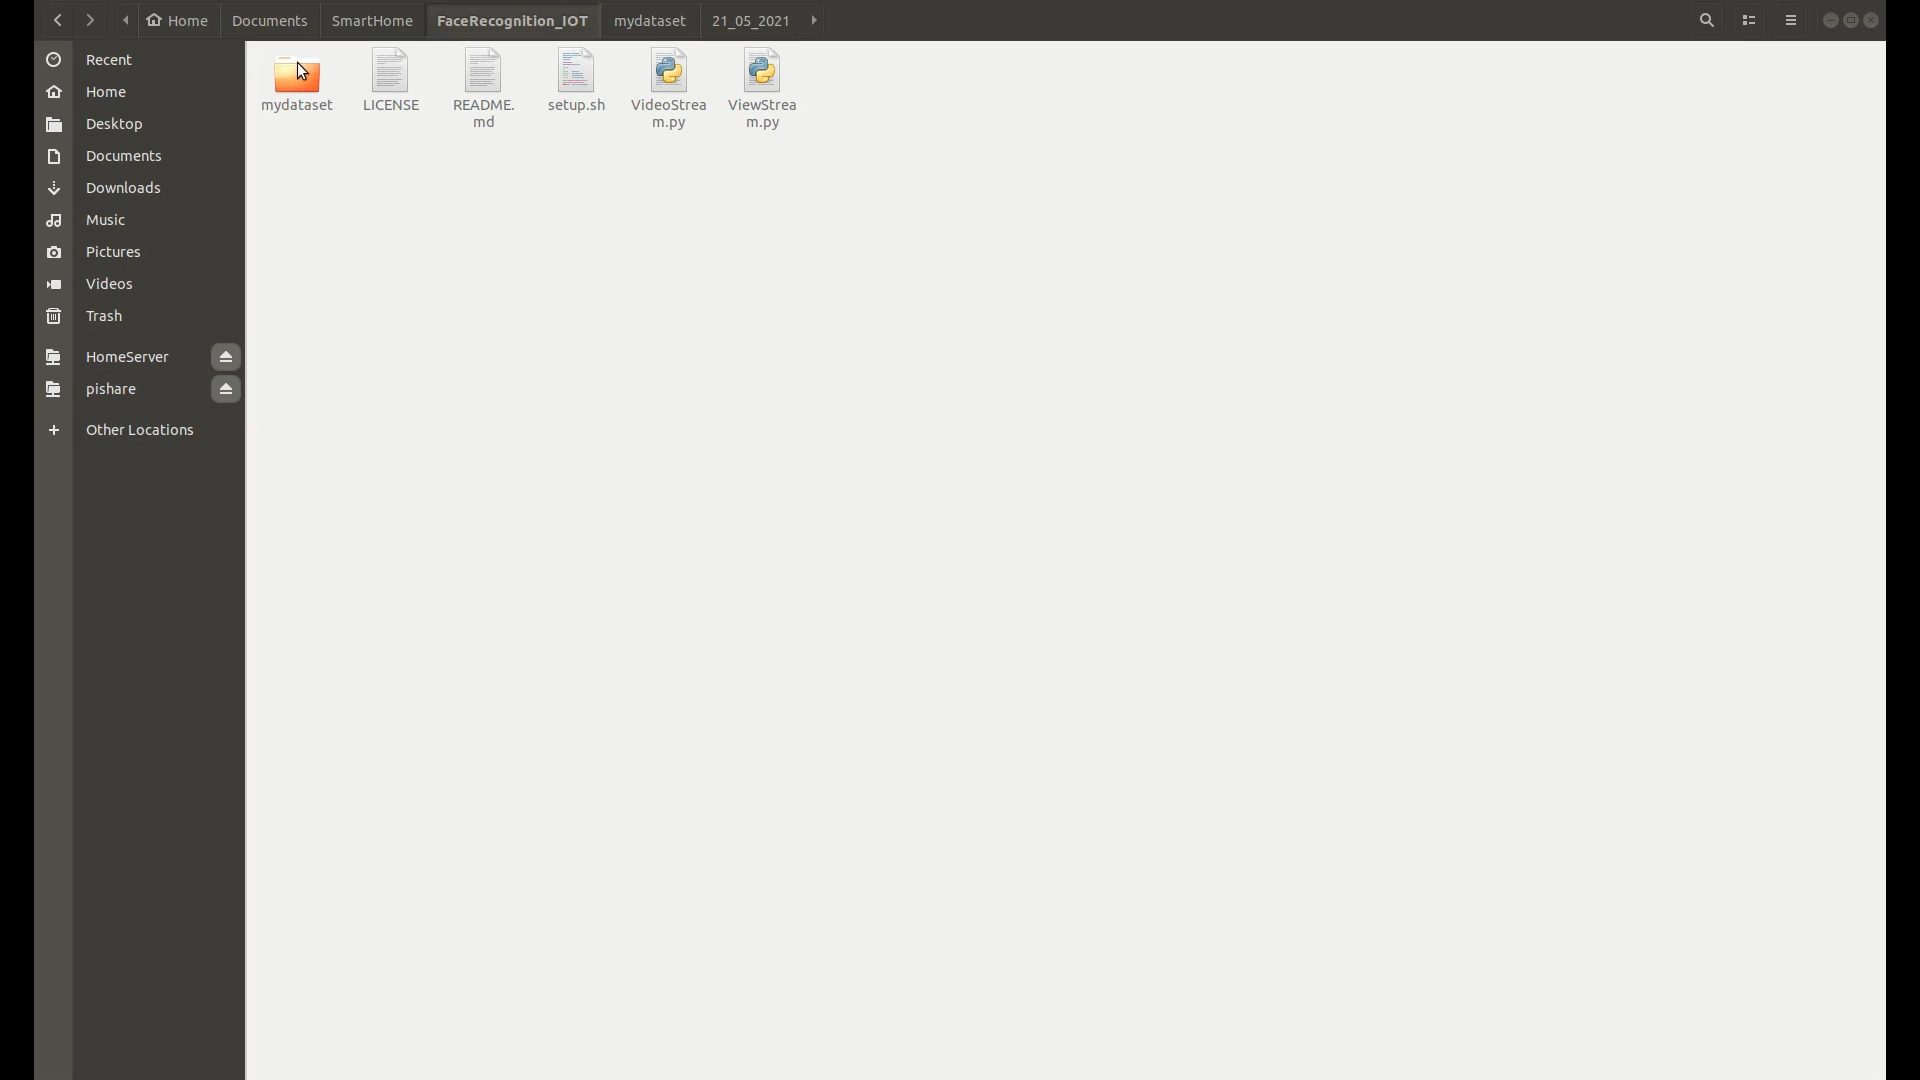 Home Documents SmartHome FaceRecognition_IOT mydataset 21_05_2021
Recent
Home
Desktop
Documents
Downloads
Music
Pictures
Videos
Trash
HomeServer
pishare
Other Locations
mydataset
LICENSE
README.
md
setup.sh
VideoStrea
m.py
ViewStrea
m.py